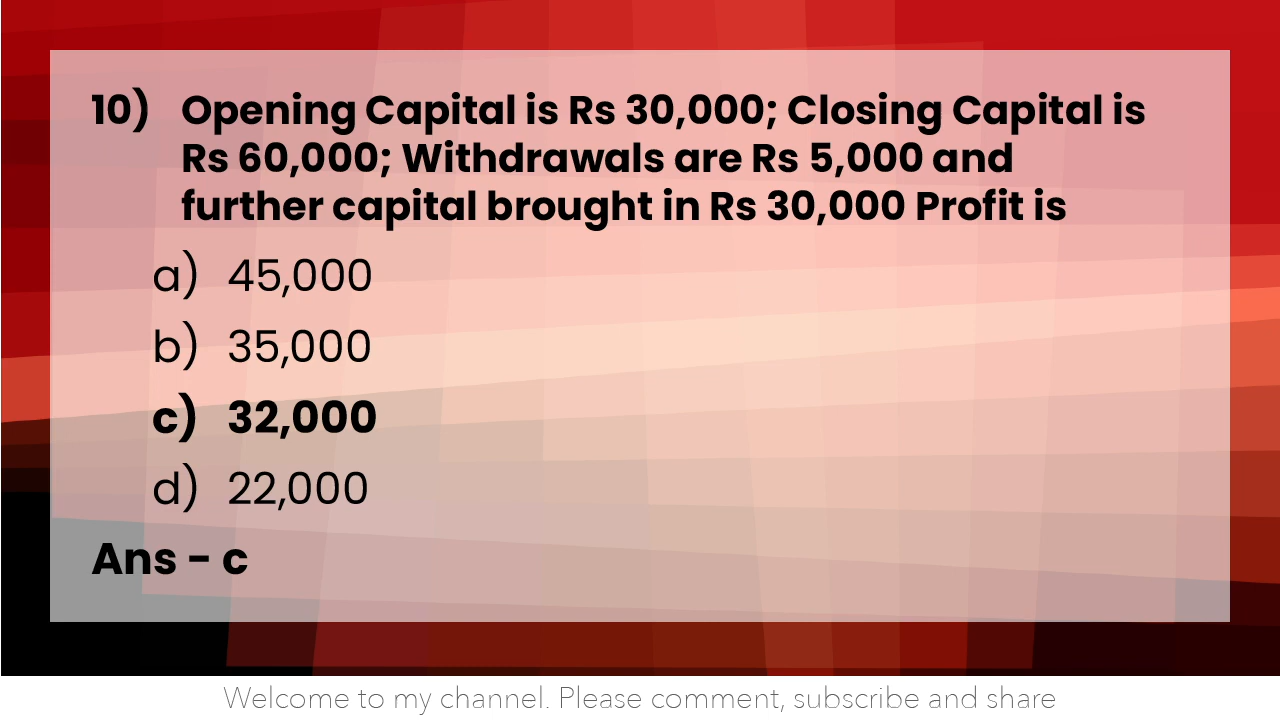 10) Opening Capital is Rs 30,000; Closing Capital is
Rs 60,000; Withdrawals are Rs 5,000 and
further capital brought in Rs 30,000 Profit is
a) 45,000
b) 35,000
c) 32,000
d) 22,000
Ans - c
Welcome to my channel. Please comment, subscribe and share